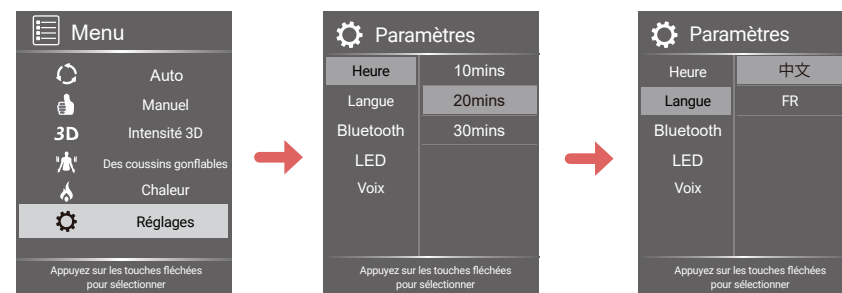 Menu
Auto
Manuel
3D
Intensité 3D
Des coussins gonflables
Chaleur
Réglages
Appuyez sur les touches fléchées
pour sélectionner
Paramètres
Heure
10mins
Langue
20mins
Bluetooth
30mins
LED
Voix
Appuyez sur les touches fléchées
pour sélectionner
Paramètres
Heure
中文
Langue
FR
Bluetooth
LED
Voix
Appuyez sur les touches fléchées
pour sélectionner